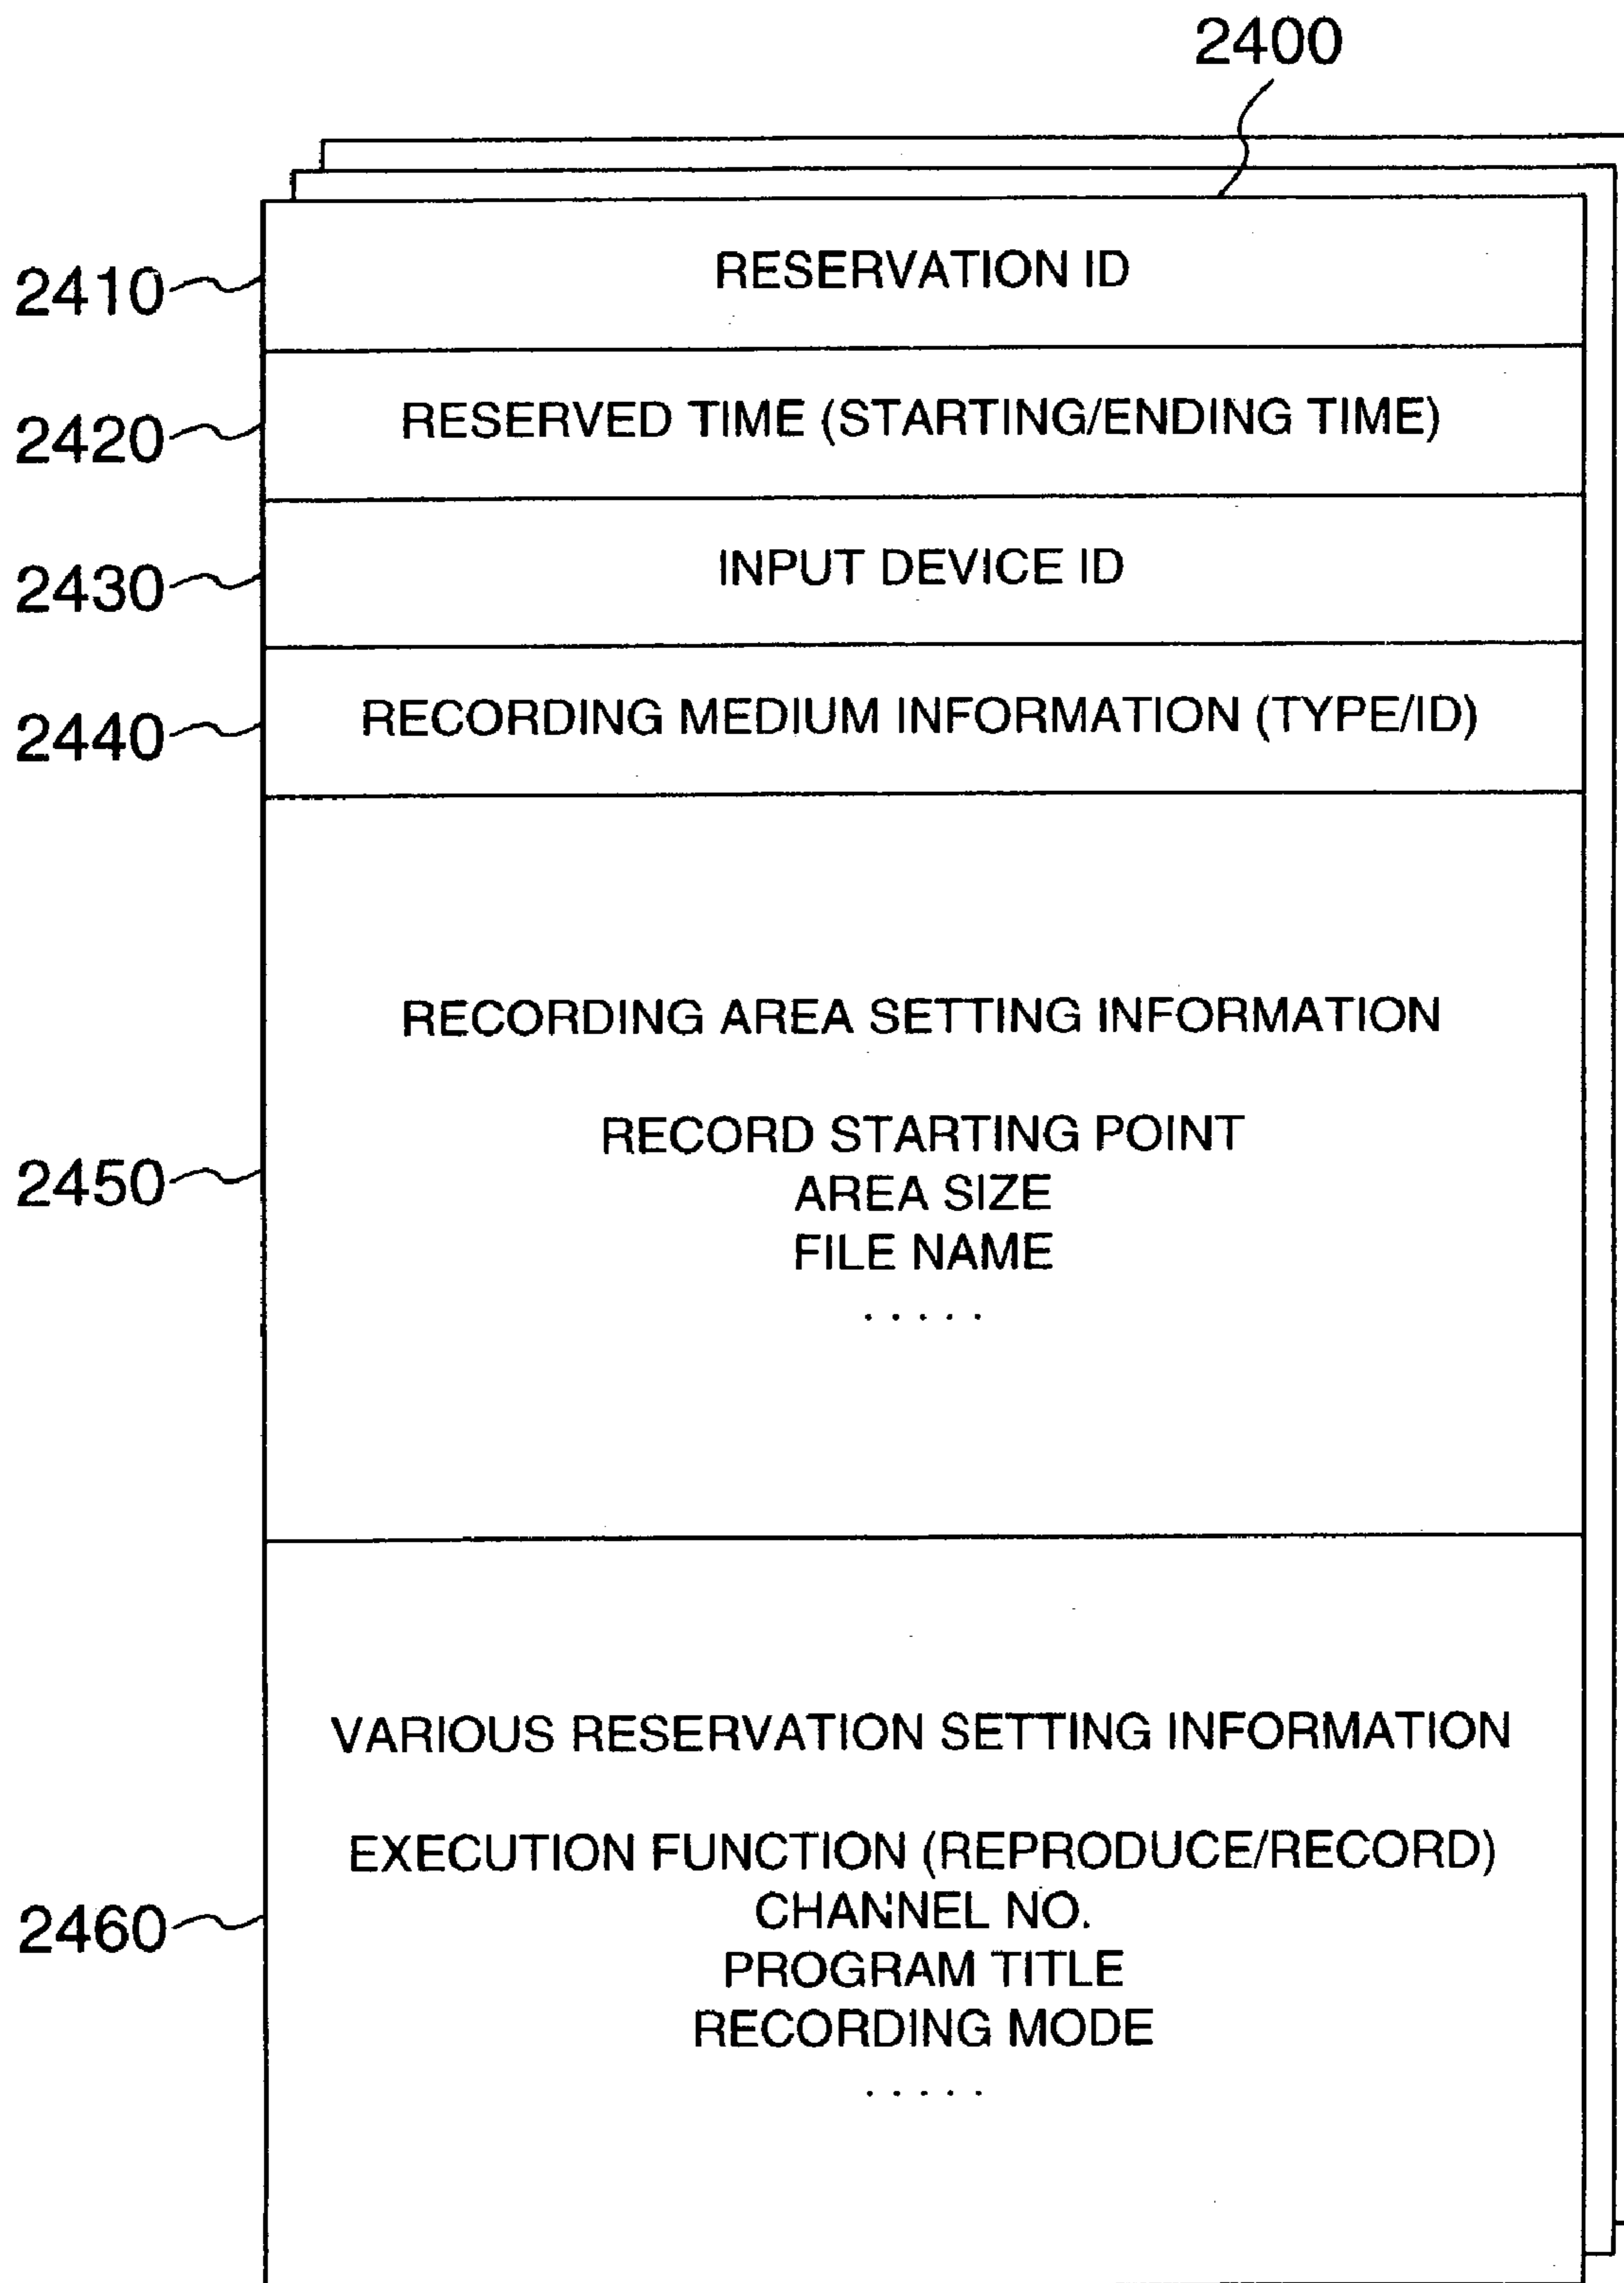 2400
2410 RESERVATION ID
2420 RESERVED TIME (STARTING/ENDING TIME)
2430 INPUT DEVICE ID
2440 RECORDING MEDIUM INFORMATION (TYPE/ID)
RECORDING AREA SETTING INFORMATION
RECORD STARTING POINT
2450 AREA SIZE
FILE NAME
.....
VARIOUS RESERVATION SETTING INFORMATION
EXECUTION FUNCTION (REPRODUCE/RECORD)
2460 CHANNEL NO.
PROGRAM TITLE
RECORDING MODE
.....